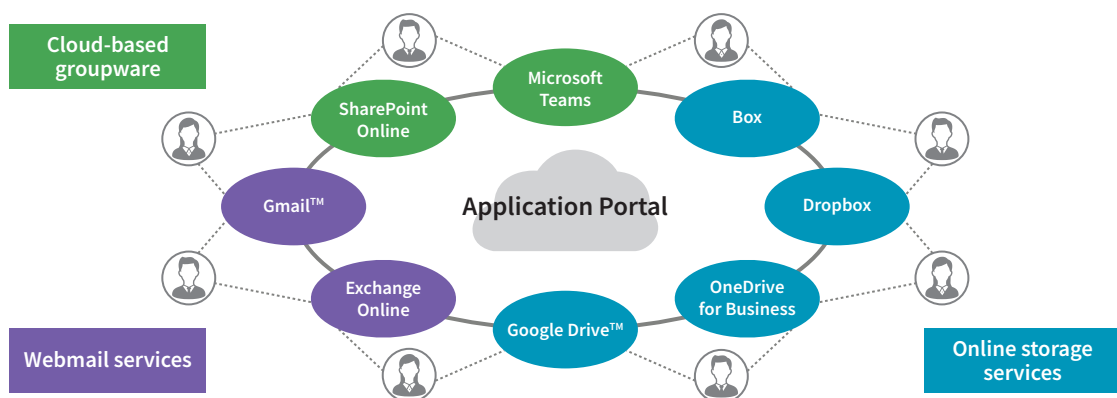 Cloud-based
groupware
Microsoft
Teams
SharePoint
Online
Box
Gmail™
Application Portal
Dropbox
Exchange
Online
OneDrive
for Business
Google Drive™
Webmail services
Online storage
services